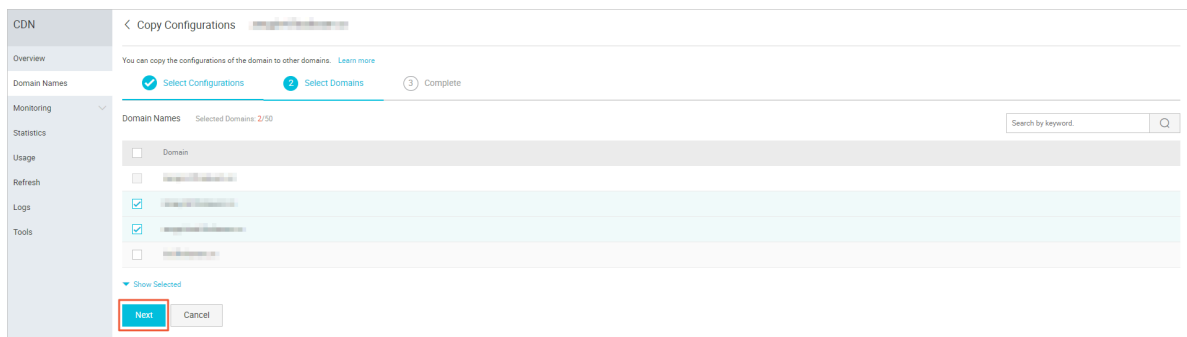 CDN
< Copy Configurations
Overview
Domain Names
Monitoring
Statistics
Usage
Refresh
Logs
Tools
You can copy the configurations of the domain to other domains. Learn more
Select Configurations 2 Select Domains 3 Complete
Domain Names Selected Domains: 2/50
Search by keyword.
Domain
Show Selected
Next Cancel